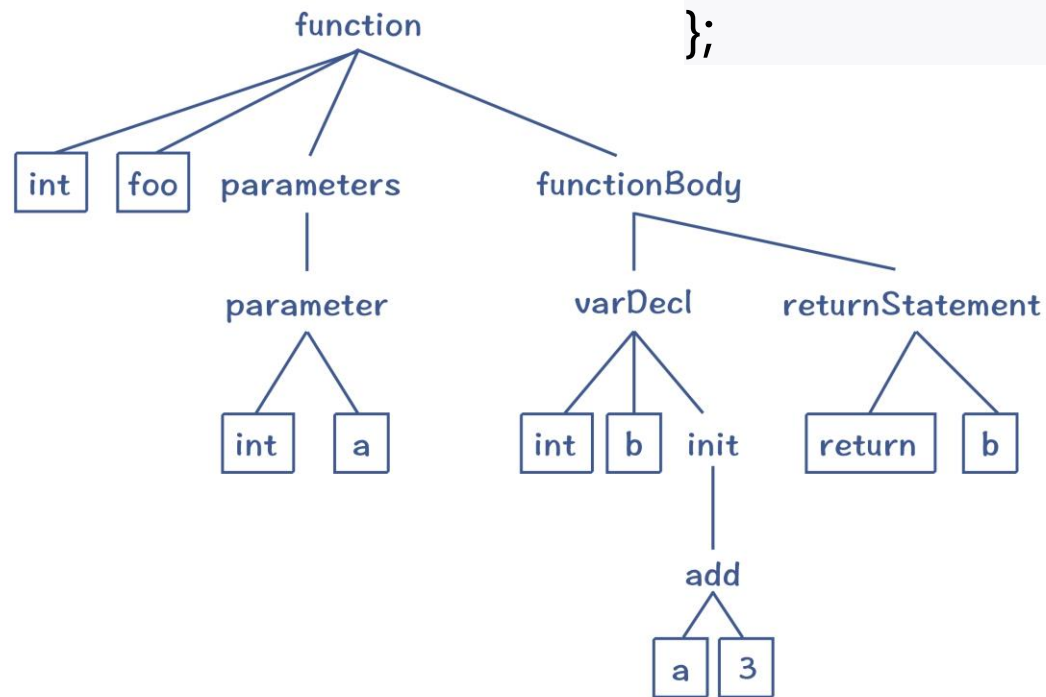 function
};
int foo parameters functionBody
parameter varDecl returnStatement
int a int b init return b
add
a 3